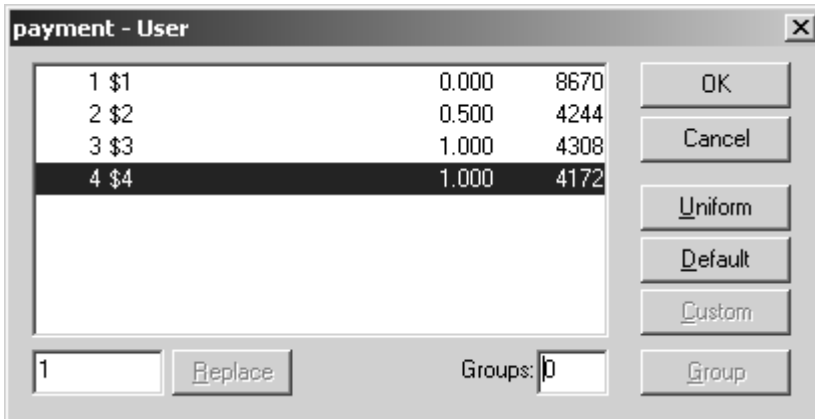 payment - User
1 $1 0.000 8670
2 $2 0.500 4244
3 $3 1.000 4308
4 $4 1.000 4172
OK
Cancel
Uniform
Default
Custom
1 Replace Groups: 0 Group